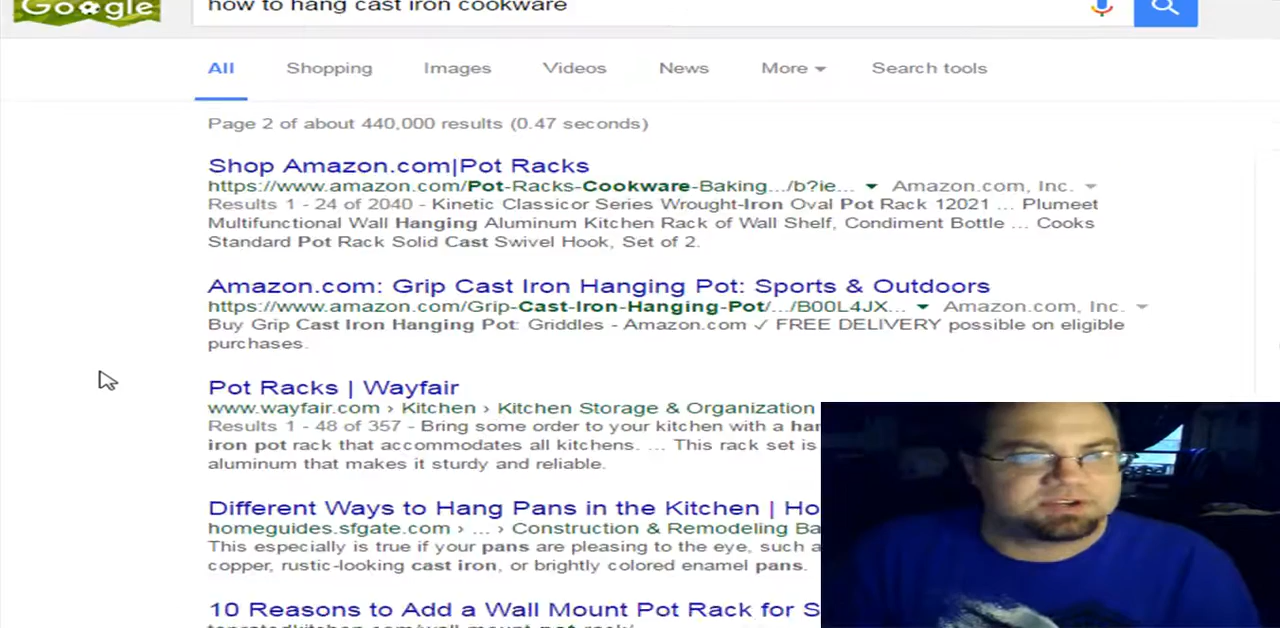 Google
how to hang cast iron cookware
All Shopping Images Videos News More Search tools
Page 2 of about 440,000 results (0.47 seconds)
Shop Amazon.com|Pot Racks
https://www.amazon.com/Pot-Racks-Cookware-Baking.../b?ie... Amazon.com, Inc.
Results 1 - 24 of 2040 - Kinetic Classicor Series Wrought-Iron Oval Pot Rack 12021 ... Plumeet
Multifunctional Wall Hanging Aluminum Kitchen Rack of Wall Shelf, Condiment Bottle ... Cooks
Standard Pot Rack Solid Cast Swivel Hook, Set of 2.
Amazon.com: Grip Cast Iron Hanging Pot: Sports & Outdoors
https://www.amazon.com/Grip-Cast-Iron-Hanging-Pot/.../B00L4JX... Amazon.com, Inc.
Buy Grip Cast Iron Hanging Pot: Griddles - Amazon.com ✓ FREE DELIVERY possible on eligible
purchases.
Pot Racks | Wayfair
www.wayfair.com › Kitchen › Kitchen Storage & Organization
Results 1 - 48 of 357 - Bring some order to your kitchen with a han
iron pot rack that accommodates all kitchens. ... This rack set is
aluminum that makes it sturdy and reliable.
Different Ways to Hang Pans in the Kitchen | Ho
homeguides.sfgate.com › ... › Construction & Remodeling Ba
This especially is true if your pans are pleasing to the eye, such a
copper, rustic-looking cast iron, or brightly colored enamel pans.
10 Reasons to Add a Wall Mount Pot Rack for S